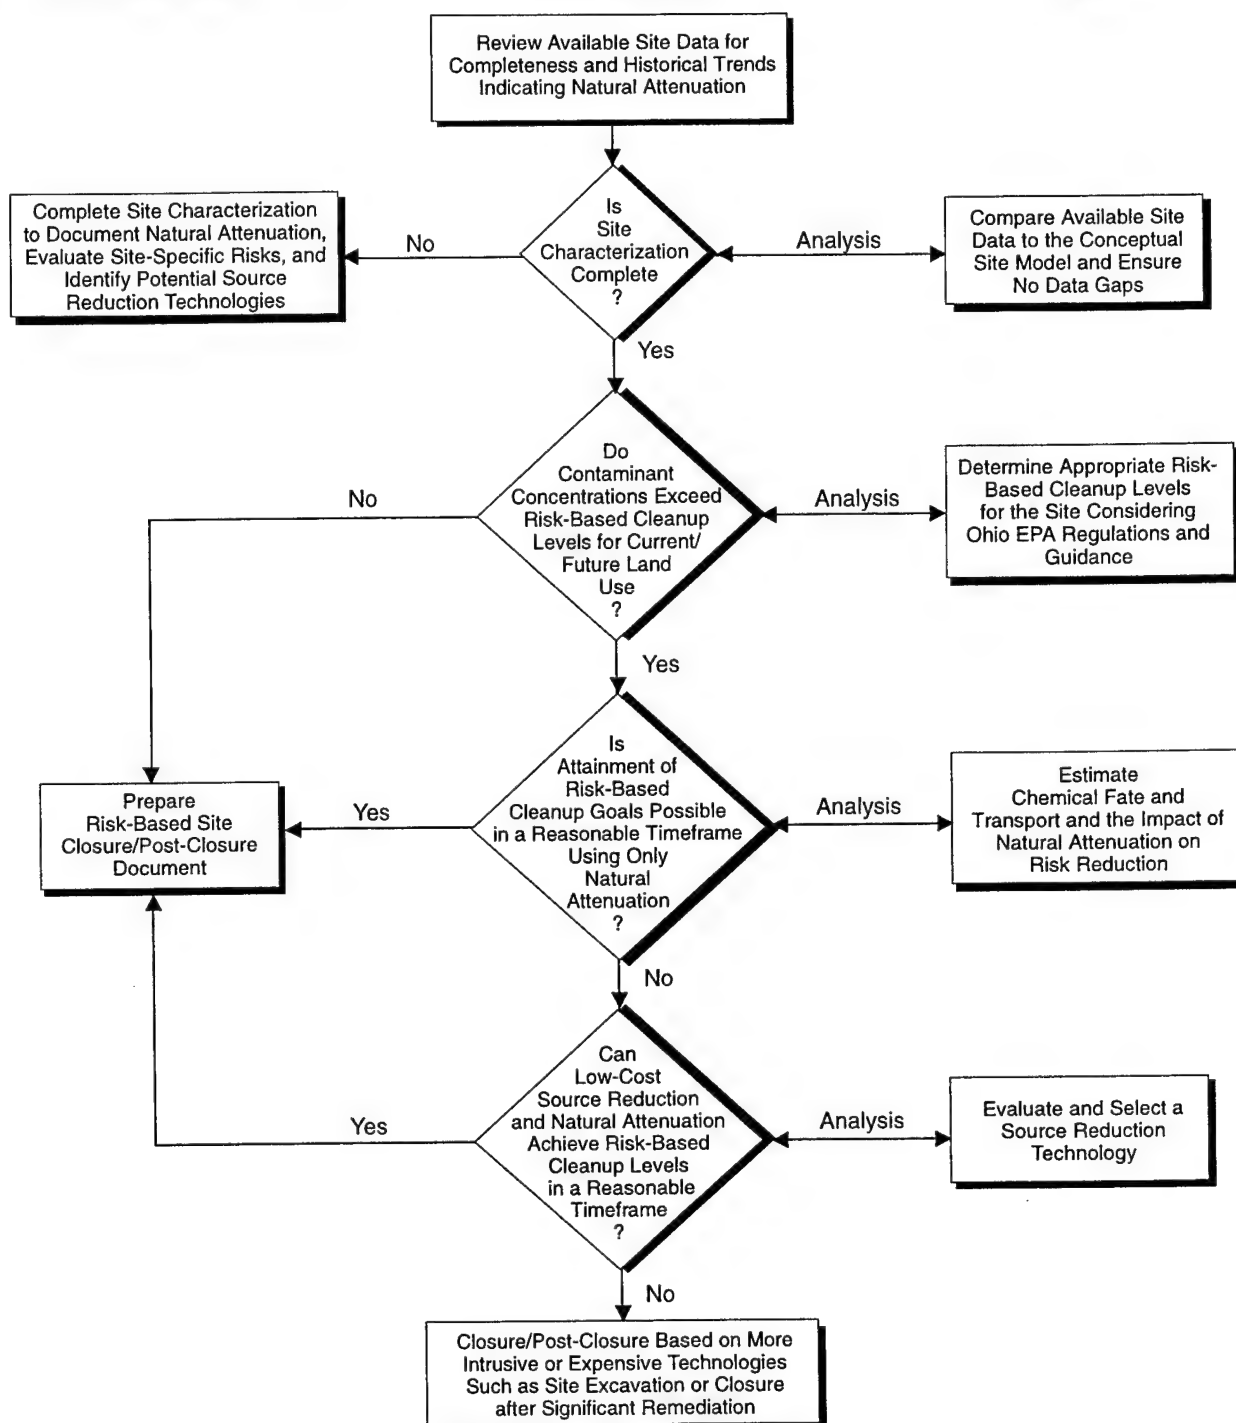 Review Available Site Data for
Completeness and Historical Trends
Indicating Natural Attenuation
Complete Site Characterization
to Document Natural Attenuation,
Evaluate Site-Specific Risks, and
Identify Potential Source
Reduction Technologies
No
Is
Site
Characterization
Complete
?
Analysis
Compare Available Site
Data to the Conceptual
Site Model and Ensure
No Data Gaps
Yes
No
Do
Contaminant
Concentrations Exceed
Risk-Based Cleanup
Levels for Current/
Future Land
Use
?
Analysis
Determine Appropriate Risk-
Based Cleanup Levels
for the Site Considering
Ohio EPA Regulations and
Guidance
Yes
Prepare
Risk-Based Site
Closure/Post-Closure
Document
Yes
Is
Attainment of
Risk-Based
Cleanup Goals Possible
in a Reasonable Timeframe
Using Only
Natural
Attenuation
?
Analysis
Estimate
Chemical Fate and
Transport and the Impact of
Natural Attenuation on
Risk Reduction
No
Yes
Can
Low-Cost
Source Reduction
and Natural Attenuation
Achieve Risk-Based
Cleanup Levels
in a Reasonable
Timeframe
?
Analysis
Evaluate and Select a
Source Reduction
Technology
No
Closure/Post-Closure Based on More
Intrusive or Expensive Technologies
Such as Site Excavation or Closure
after Significant Remediation